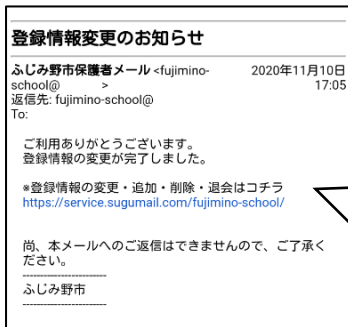 登録情報変更のお知らせ
ふじみ野市保護者メール <fujimino-school@ > 2020年11月10日 17:05
返信先: fujimino-school@
To:
ご利用ありがとうございます。
登録情報の変更が完了しました。
※登録情報の変更・追加・削除・退会はコチラ
https://service.sugumail.com/fujimino-school/
尚、本メールへのご返信はできませんので、ご了承く
ださい。
--------------------
ふじみ野市
--------------------